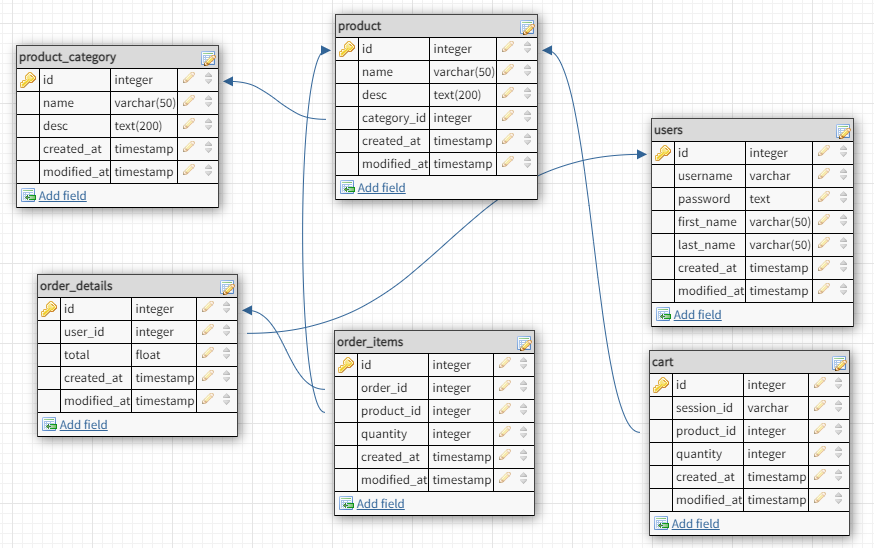 product_category
id integer
name varchar(50)
desc text(200)
created_at timestamp
modified_at timestamp
Add field
product
id integer
name varchar(50)
desc text(200)
category_id integer
created_at timestamp
modified_at timestamp
Add field
users
id integer
username varchar
password text
first_name varchar(50)
last_name varchar(50)
created_at timestamp
modified_at timestamp
Add field
order_details
id integer
user_id integer
total float
created_at timestamp
modified_at timestamp
Add field
order_items
id integer
order_id integer
product_id integer
quantity integer
created_at timestamp
modified_at timestamp
Add field
cart
id integer
session_id varchar
product_id integer
quantity integer
created_at timestamp
modified_at timestamp
Add field